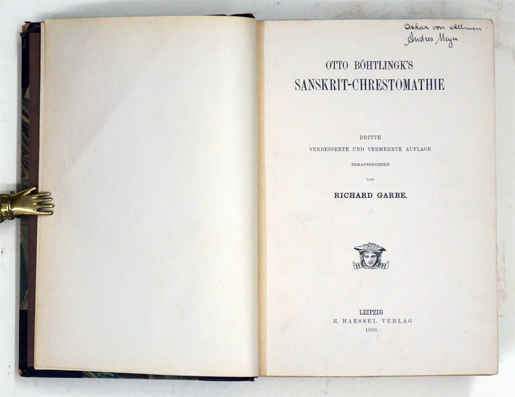 Oskar von Allmen
Andres Meyer
OTTO BÖHTLINGK'S
SANSKRIT-CHRESTOMATHIE
DRITTE
VERBESSERTE UND VERMEHRTE AUFLAGE
HERAUSGEGEBEN
VON
RICHARD GARBE.
LEIPZIG
H. HAESSEL VERLAG
1909.